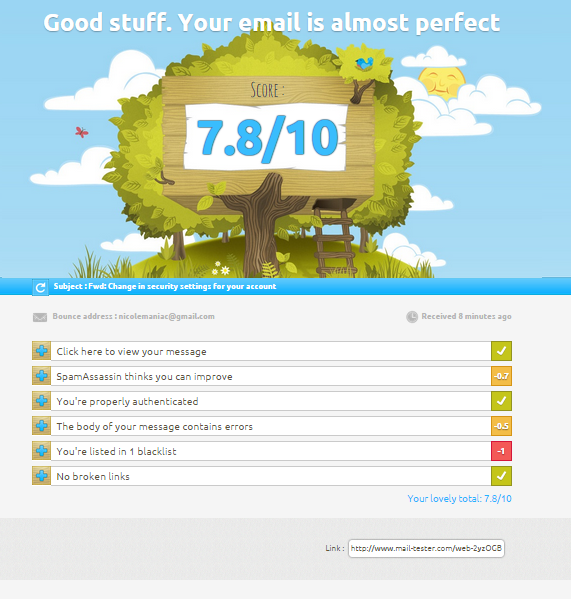 Good stuff. Your email is almost perfect
SCORE:
7.8/10
Subject : Fwd: Change in security settings for your account
Bounce address : nicolemaniac@gmail.com
Received 8 minutes ago
Click here to view your message
SpamAssassin thinks you can improve
-0.7
You're properly authenticated
The body of your message contains errors
-0.5
You're listed in 1 blacklist
-1
No broken links
Your lovely total: 7.8/10
Link :
http://www.mail-tester.com/web-2yzOGB